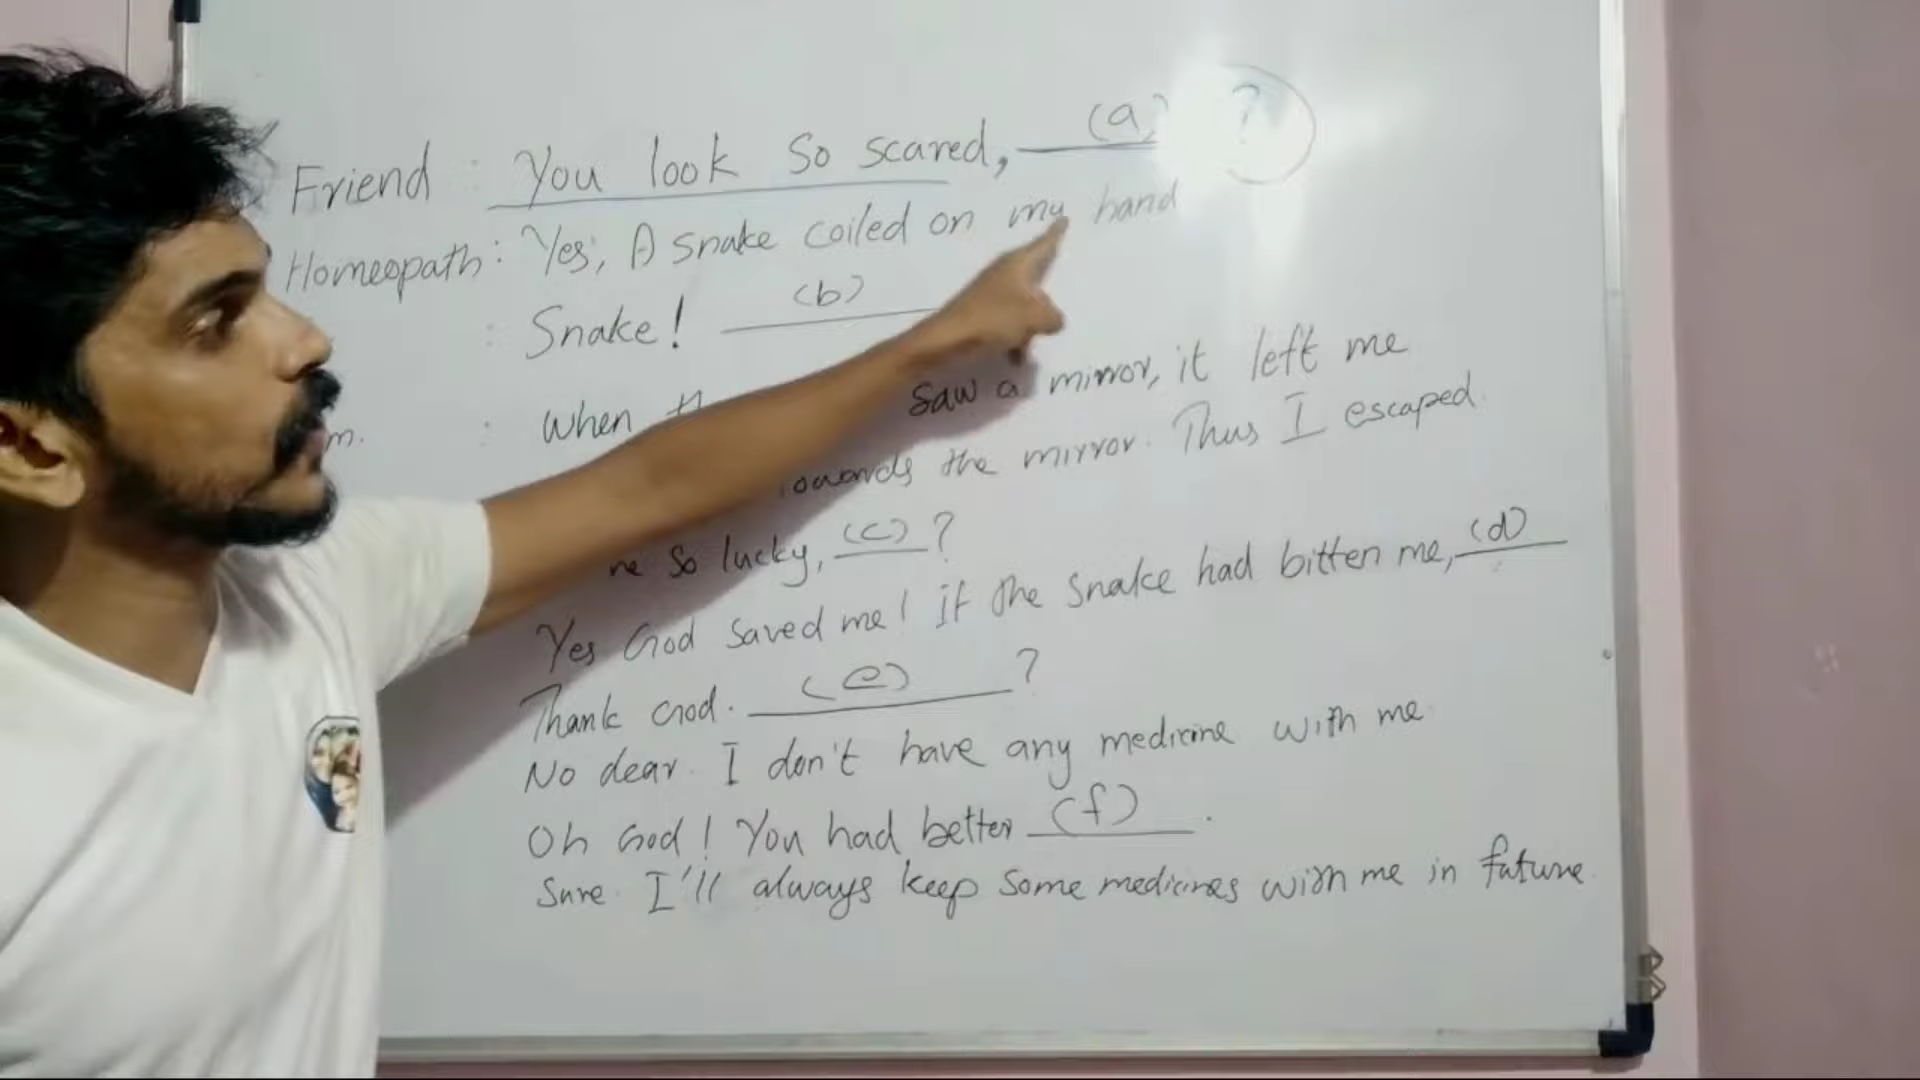 Friend : You look so scared, (a) ?
Homeopath : Yes, A snake coiled on my hand
: Snake! (b)
m. : When saw a mirror, it left me
the mirror. Thus I escaped.
so lucky, (c) ?
Yes God saved me! if the snake had bitten me, (d)
Thank God. (e) ?
No dear. I don't have any medicine with me
Oh God! You had better (f) .
Sure. I'll always keep some medicines with me in future.